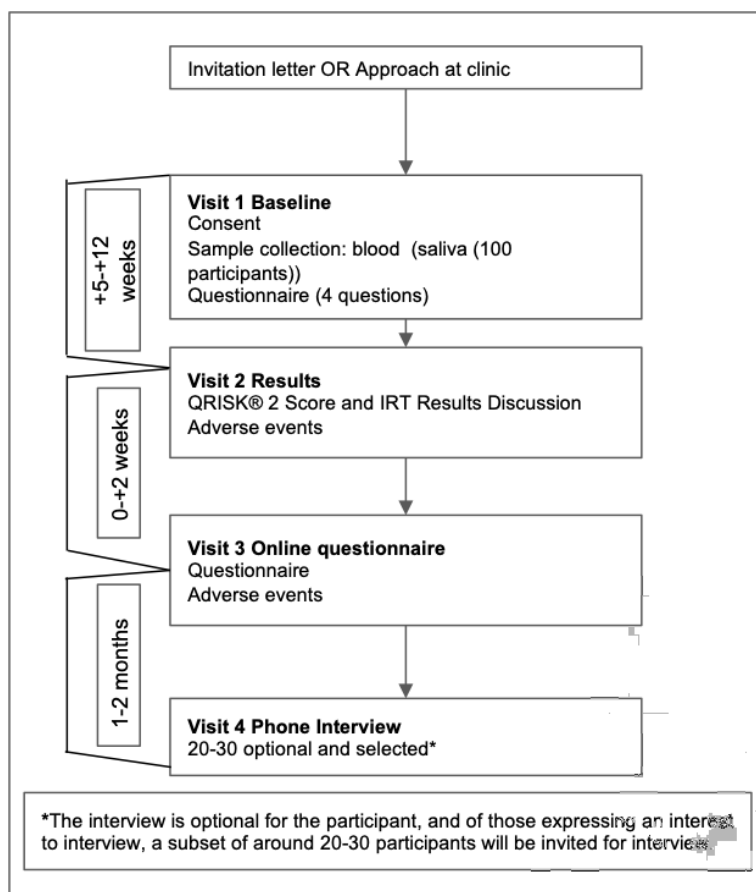 Invitation letter OR Approach at clinic
Visit 1 Baseline
Consent
Sample collection: blood  (saliva (100
participants))
Questionnaire (4 questions)
+5-+12
weeks
Visit 2 Results
QRISK® 2 Score and IRT Results Discussion
Adverse events
0-+2 weeks
Visit 3 Online questionnaire
Questionnaire
Adverse events
1-2 months
Visit 4 Phone Interview
20-30 optional and selected*
*The interview is optional for the participant, and of those expressing an interest
to interview, a subset of around 20-30 participants will be invited for interview.